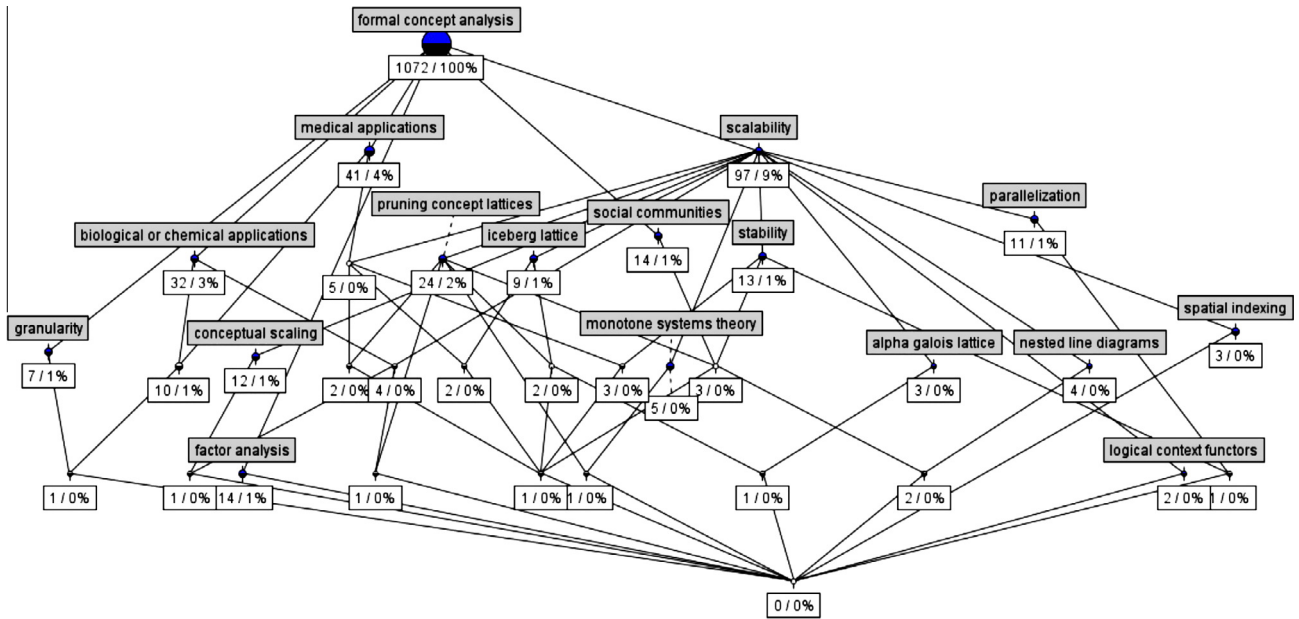 formal concept analysis
1072 / 100%
medical applications
scalability
41 / 4%
97 / 9%
parallelization
pruning concept lattices
social communities
biological or chemical applications
iceberg lattice
stability
11 / 1%
14 / 1%
32 / 3%
5 / 0%
24 / 2%
9 / 1%
13 / 1%
spatial indexing
granularity
conceptual scaling
monotone systems theory
alpha galois lattice
nested line diagrams
3 / 0%
7 / 1%
12 / 1%
10 / 1%
2 / 0%
4 / 0%
2 / 0%
2 / 0%
3 / 0%
5 / 0%
3 / 0%
3 / 0%
4 / 0%
factor analysis
logical context functors
1 / 0%
1 / 0%
14 / 1%
1 / 0%
1 / 0%
1 / 0%
1 / 0%
2 / 0%
2 / 0%
1 / 0%
0 / 0%